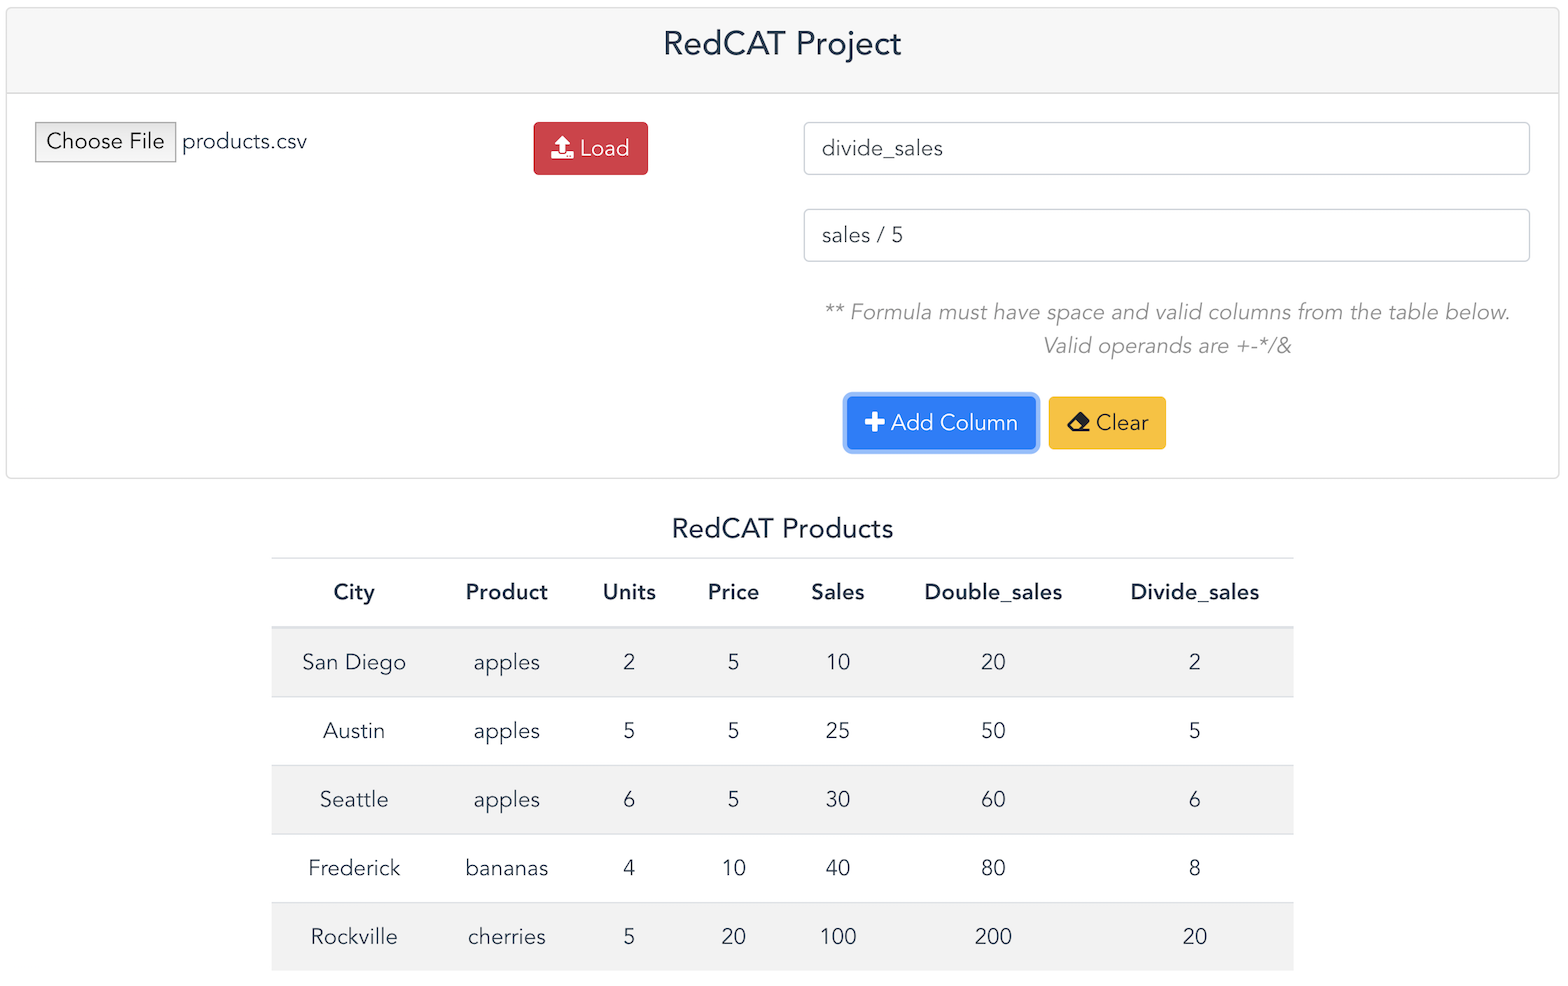 RedCAT Project
Choose File products.csv Load divide_sales
sales / 5
** Formula must have space and valid columns from the table below.
Valid operands are +-*/&
Add Column Clear
RedCAT Products
City Product Units Price Sales Double_sales Divide_sales
San Diego apples 2 5 10 20 2
Austin apples 5 5 25 50 5
Seattle apples 6 5 30 60 6
Frederick bananas 4 10 40 80 8
Rockville cherries 5 20 100 200 20